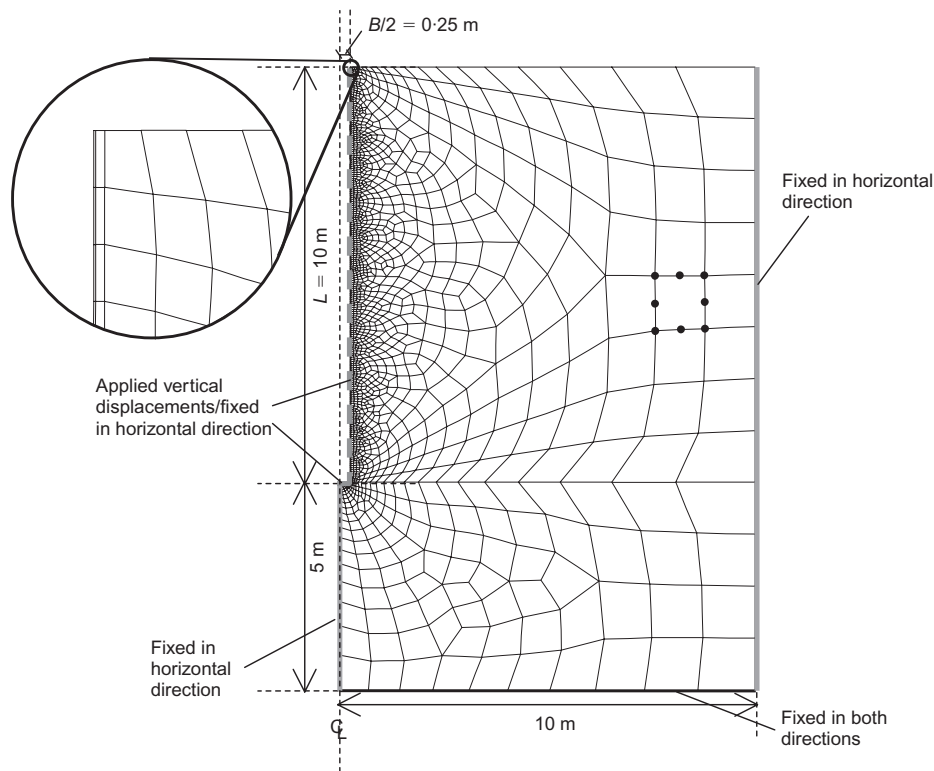 B/2 = 0·25 m
Fixed in horizontal
direction
L = 10 m
Applied vertical
displacements/fixed
in horizontal direction
5 m
Fixed in
horizontal
direction
℄
10 m
Fixed in both
directions